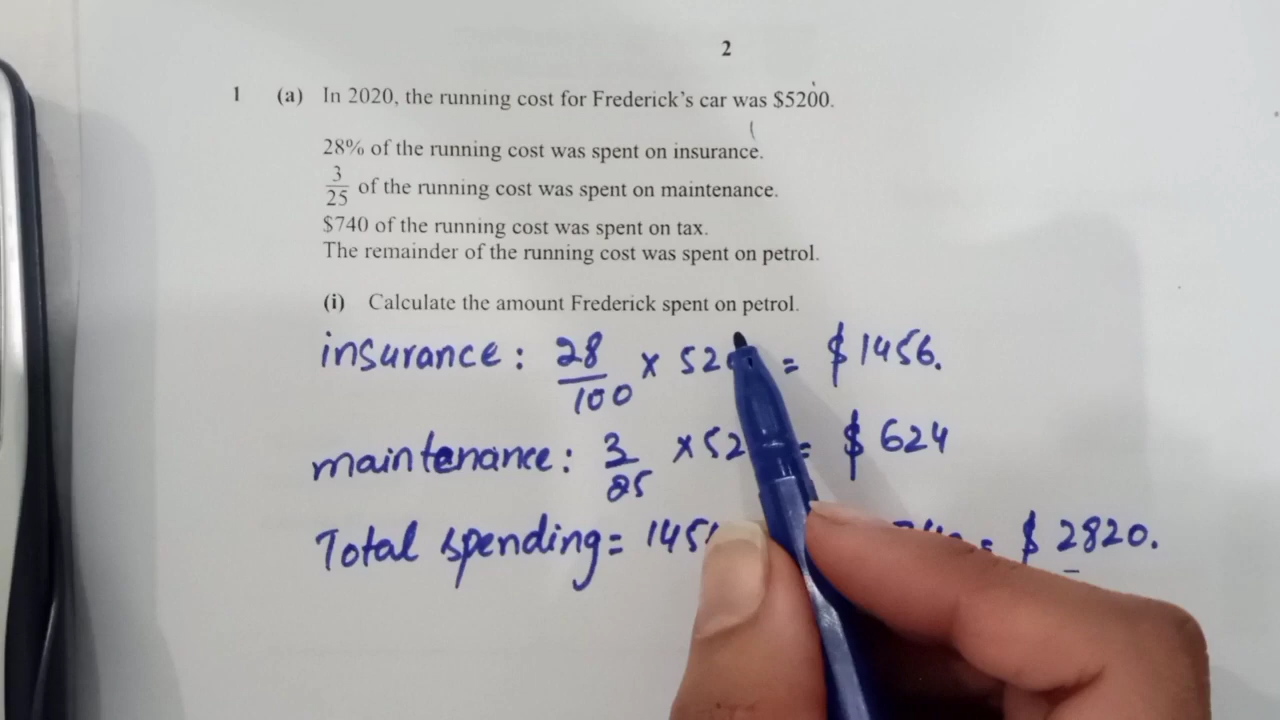 2
1 (a) In 2020, the running cost for Frederick's car was $5200.
28% of the running cost was spent on insurance.
3/25 of the running cost was spent on maintenance.
$740 of the running cost was spent on tax.
The remainder of the running cost was spent on petrol.
(i) Calculate the amount Frederick spent on petrol.
insurance: 28/100 x 52 = $1456.
maintenance: 3/25 x 52 = $624
Total spending = 145 = $2820.